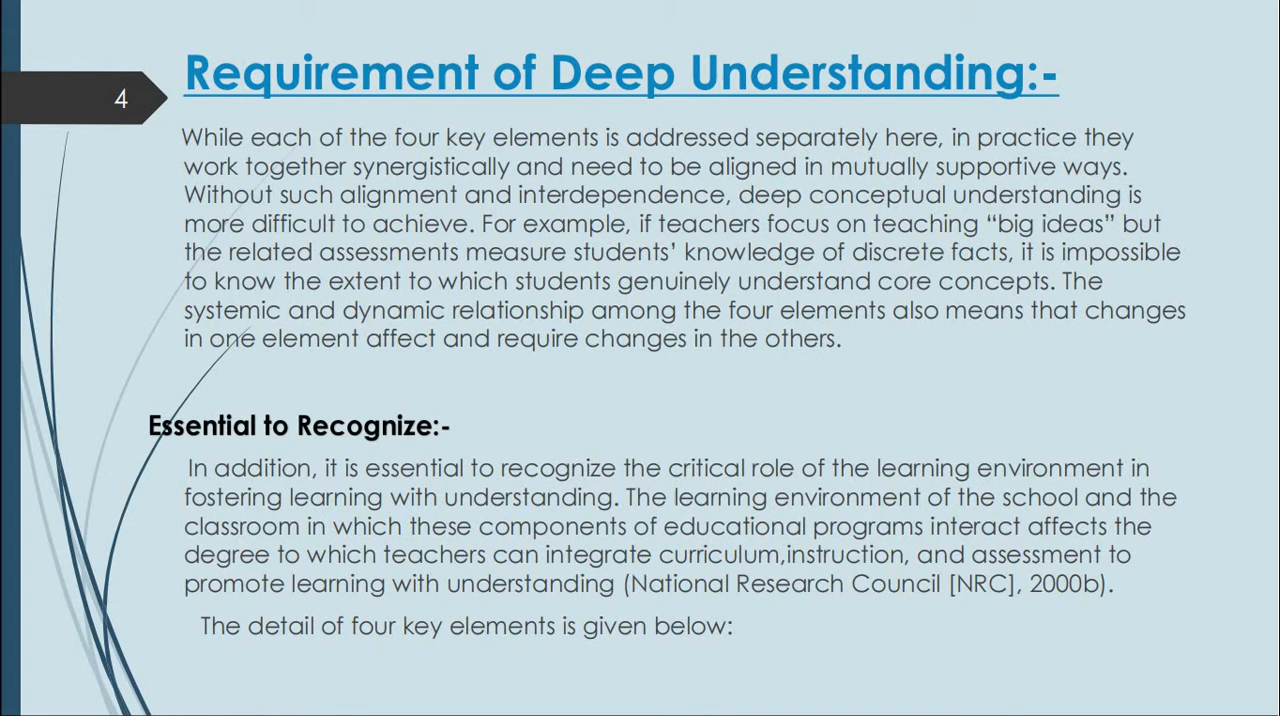 Requirement of Deep Understanding:-
4
While each of the four key elements is addressed separately here, in practice they
work together synergistically and need to be aligned in mutually supportive ways.
Without such alignment and interdependence, deep conceptual understanding is
more difficult to achieve. For example, if teachers focus on teaching “big ideas” but
the related assessments measure students’ knowledge of discrete facts, it is impossible
to know the extent to which students genuinely understand core concepts. The
systemic and dynamic relationship among the four elements also means that changes
in one element affect and require changes in the others.
Essential to Recognize:-
In addition, it is essential to recognize the critical role of the learning environment in
fostering learning with understanding. The learning environment of the school and the
classroom in which these components of educational programs interact affects the
degree to which teachers can integrate curriculum,instruction, and assessment to
promote learning with understanding (National Research Council [NRC], 2000b).
The detail of four key elements is given below: